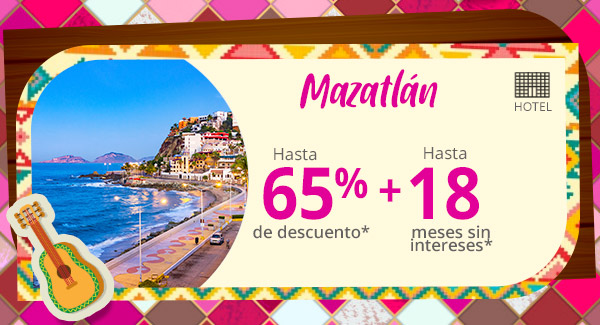 Mazatlán
HOTEL
Hasta
65%
de descuento*
+
Hasta
18
meses sin
intereses*